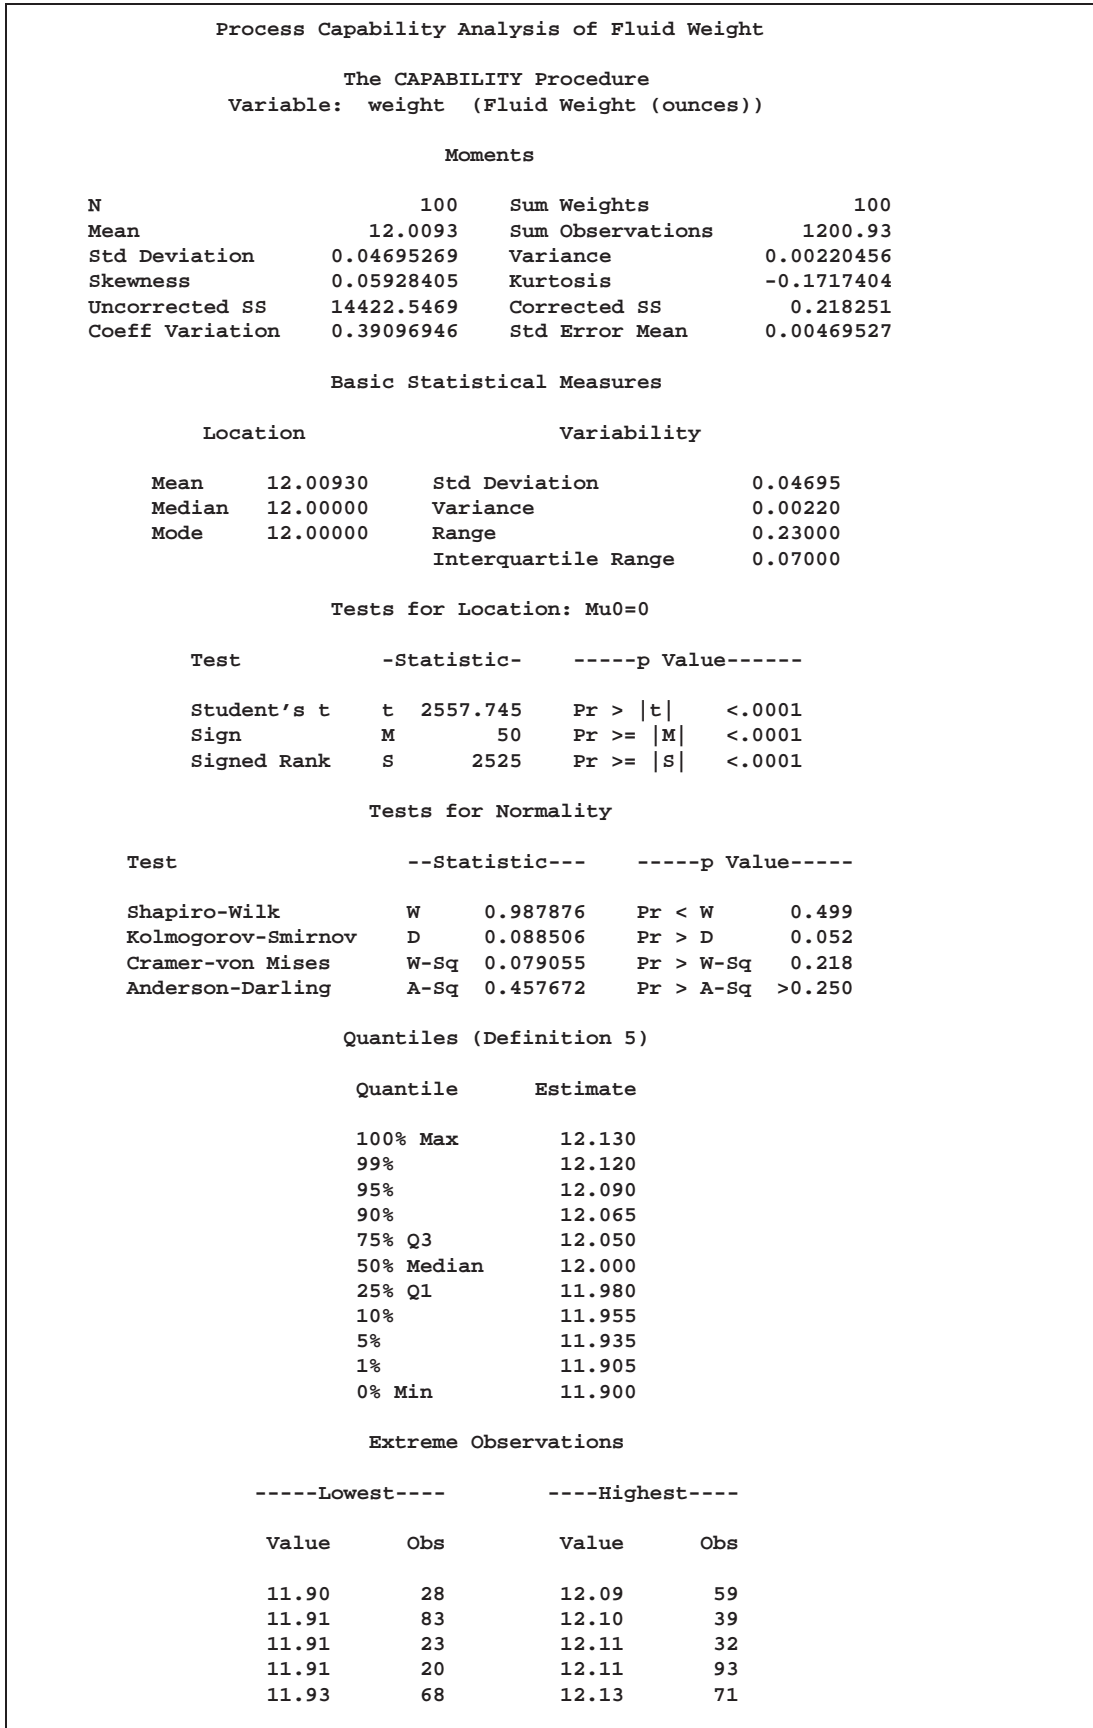 Process Capability Analysis of Fluid Weight
The CAPABILITY Procedure
Variable: weight (Fluid Weight (ounces))
Moments
N 100 Sum Weights 100
Mean 12.0093 Sum Observations 1200.93
Std Deviation 0.04695269 Variance 0.00220456
Skewness 0.05928405 Kurtosis -0.1717404
Uncorrected SS 14422.5469 Corrected SS 0.218251
Coeff Variation 0.39096946 Std Error Mean 0.00469527
Basic Statistical Measures
Location Variability
Mean 12.00930 Std Deviation 0.04695
Median 12.00000 Variance 0.00220
Mode 12.00000 Range 0.23000
Interquartile Range 0.07000
Tests for Location: Mu0=0
Test -Statistic- -----p Value------
Student's t t 2557.745 Pr > |t| <.0001
Sign M 50 Pr >= |M| <.0001
Signed Rank S 2525 Pr >= |S| <.0001
Tests for Normality
Test --Statistic--- -----p Value-----
Shapiro-Wilk W 0.987876 Pr < W 0.499
Kolmogorov-Smirnov D 0.088506 Pr > D 0.052
Cramer-von Mises W-Sq 0.079055 Pr > W-Sq 0.218
Anderson-Darling A-Sq 0.457672 Pr > A-Sq >0.250
Quantiles (Definition 5)
Quantile Estimate
100% Max 12.130
99% 12.120
95% 12.090
90% 12.065
75% Q3 12.050
50% Median 12.000
25% Q1 11.980
10% 11.955
5% 11.935
1% 11.905
0% Min 11.900
Extreme Observations
-----Lowest---- ----Highest----
Value Obs Value Obs
11.90 28 12.09 59
11.91 83 12.10 39
11.91 23 12.11 32
11.91 20 12.11 93
11.93 68 12.13 71